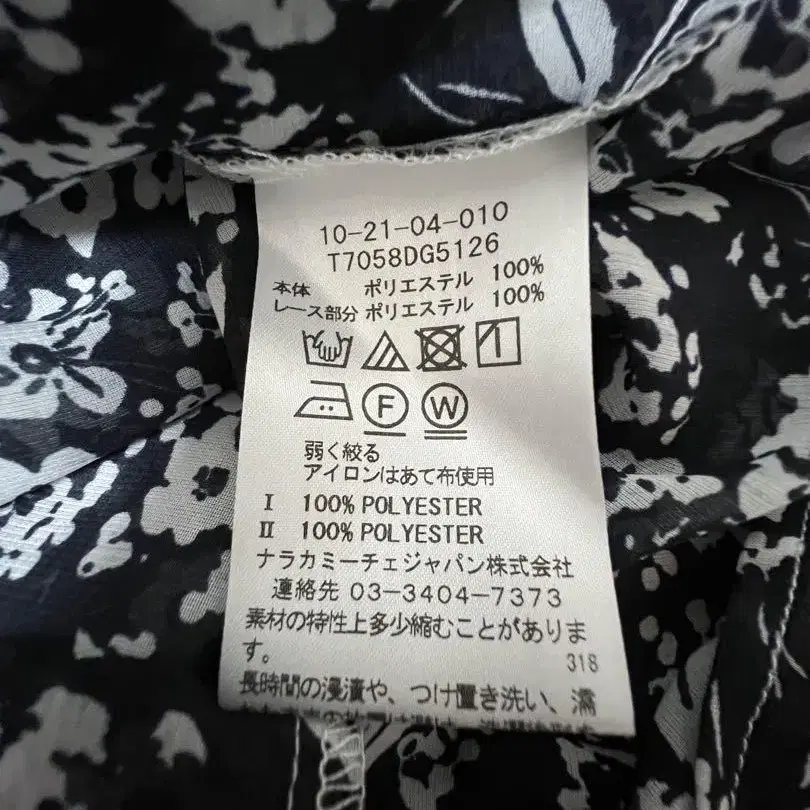 10-21-04-010
T7058DG5126
本体 ポリエステル 100%
レース部分 ポリエステル 100%
F W
弱く絞る
アイロンはあて布使用
Ⅰ 100% POLYESTER
Ⅱ 100% POLYESTER
ナラカミーチェジャパン株式会社
連絡先 03-3404-7373
素材の特性上多少縮むことがありま
す。
318
長時間の浸漬や、つけ置き洗い、濡